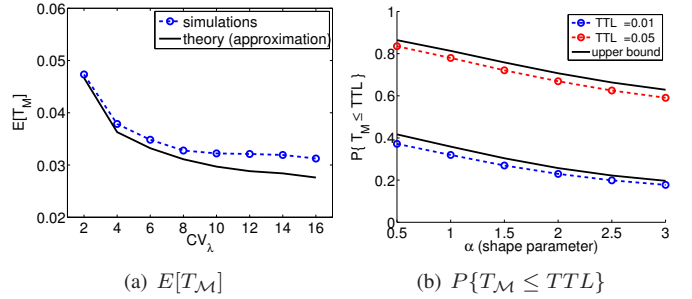 0.06
0.05
0.04
0.03
0.02
E[T_M]
simulations
theory (approximation)
2 4 6 8 10 12 14 16
CV_λ
(a) E[T_M]
1
0.8
0.6
0.4
0.2
0
P{ T_M ≤ TTL}
TTL =0.01
TTL =0.05
upper bound
0.5 1 1.5 2 2.5 3
α (shape parameter)
(b) P{T_M ≤ TTL}